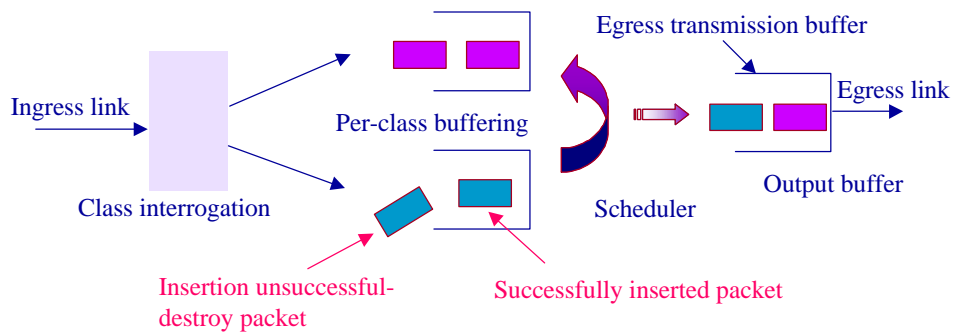 Egress transmission buffer
Ingress link
Egress link
Per-class buffering
Class interrogation
Scheduler
Output buffer
Insertion unsuccessful-
destroy packet
Successfully inserted packet